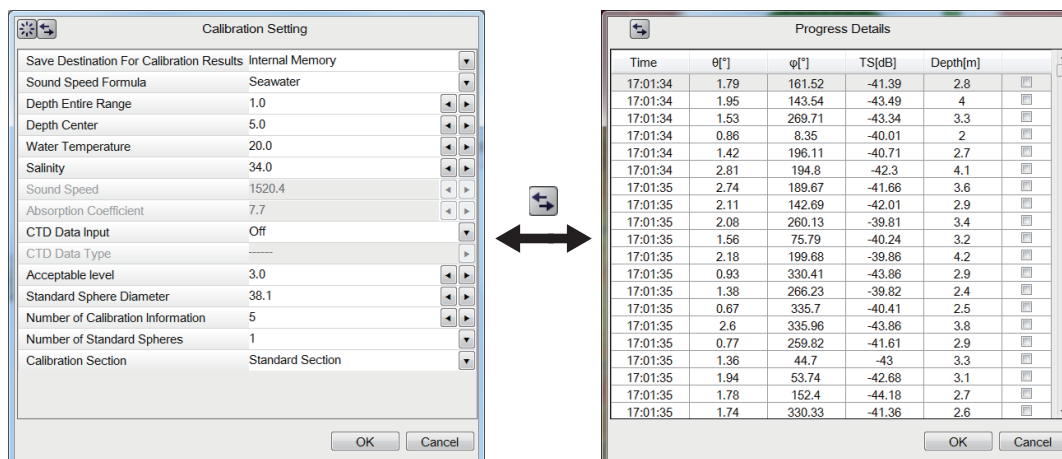 Calibration Setting
Save Destination For Calibration Results Internal Memory
Sound Speed Formula Seawater
Depth Entire Range 1.0
Depth Center 5.0
Water Temperature 20.0
Salinity 34.0
Sound Speed 1520.4
Absorption Coefficient 7.7
CTD Data Input Off
CTD Data Type ------
Acceptable level 3.0
Standard Sphere Diameter 38.1
Number of Calibration Information 5
Number of Standard Spheres 1
Calibration Section Standard Section
OK Cancel
Progress Details
Time θ[°] φ[°] TS[dB] Depth[m]
17:01:34 1.79 161.52 -41.39 2.8
17:01:34 1.95 143.54 -43.49 4
17:01:34 1.53 269.71 -43.34 3.3
17:01:34 0.86 8.35 -40.01 2
17:01:34 1.42 196.11 -40.71 2.7
17:01:34 2.81 194.8 -42.3 4.1
17:01:35 2.74 189.67 -41.66 3.6
17:01:35 2.11 142.69 -42.01 2.9
17:01:35 2.08 260.13 -39.81 3.4
17:01:35 1.56 75.79 -40.24 3.2
17:01:35 2.18 199.68 -39.86 4.2
17:01:35 0.93 330.41 -43.86 2.9
17:01:35 1.38 266.23 -39.82 2.4
17:01:35 0.67 335.7 -40.41 2.5
17:01:35 2.6 335.96 -43.86 3.8
17:01:35 0.77 259.82 -41.61 2.9
17:01:35 1.36 44.7 -43 3.3
17:01:35 1.94 53.74 -42.68 3.1
17:01:35 1.78 152.4 -44.18 2.7
17:01:35 1.74 330.33 -41.36 2.6
OK Cancel